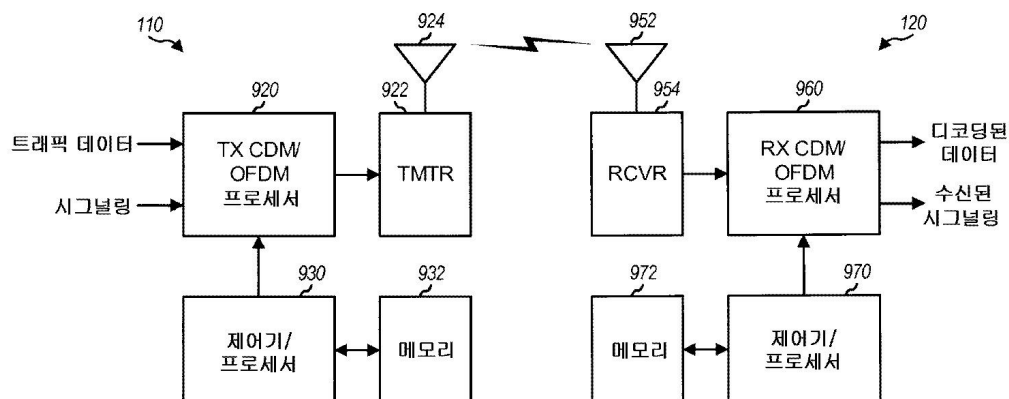 110
924
952
120
920
922
954
960
트래픽 데이터
시그널링
TX CDM/
OFDM
프로세서
TMTR
RCVR
RX CDM/
OFDM
프로세서
디코딩된
데이터
수신된
시그널링
930
932
972
970
제어기/
프로세서
메모리
메모리
제어기/
프로세서